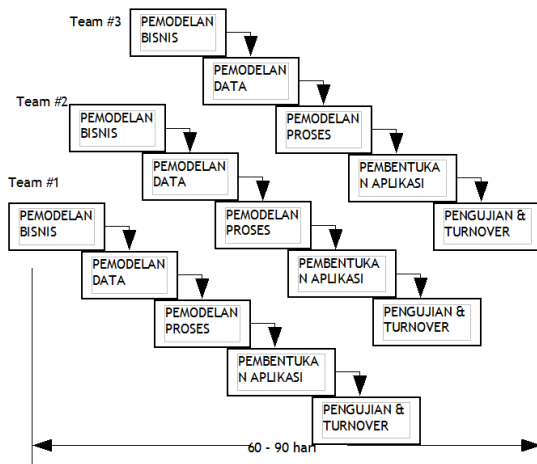 Team #3
PEMODELAN
BISNIS
PEMODELAN
DATA
PEMODELAN
PROSES
PEMBENTUKA
N APLIKASI
PENGUJIAN &
TURNOVER
Team #2
PEMODELAN
BISNIS
PEMODELAN
DATA
PEMODELAN
PROSES
PEMBENTUKA
N APLIKASI
PENGUJIAN &
TURNOVER
Team #1
PEMODELAN
BISNIS
PEMODELAN
DATA
PEMODELAN
PROSES
PEMBENTUKA
N APLIKASI
PENGUJIAN &
TURNOVER
60 - 90 hari